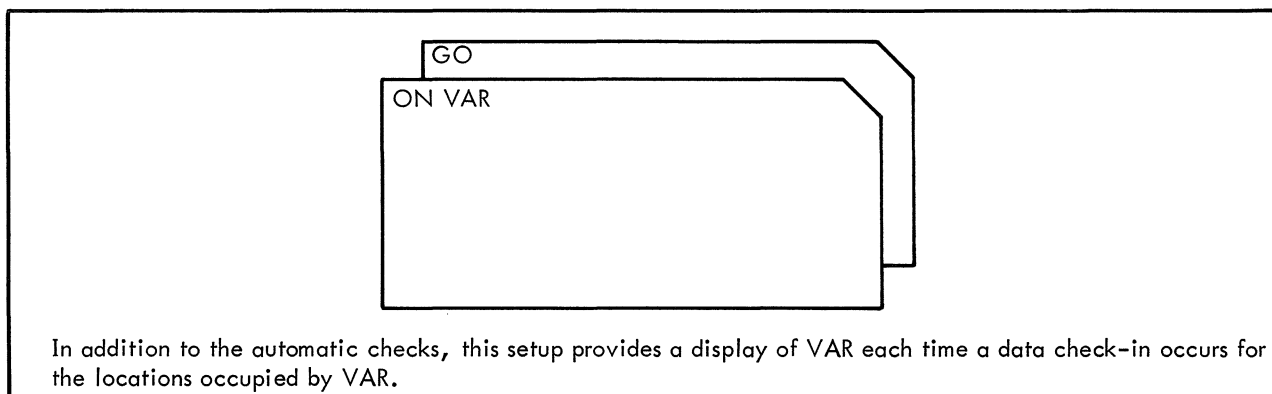 GO
ON VAR
In addition to the automatic checks, this setup provides a display of VAR each time a data check-in occurs for
the locations occupied by VAR.